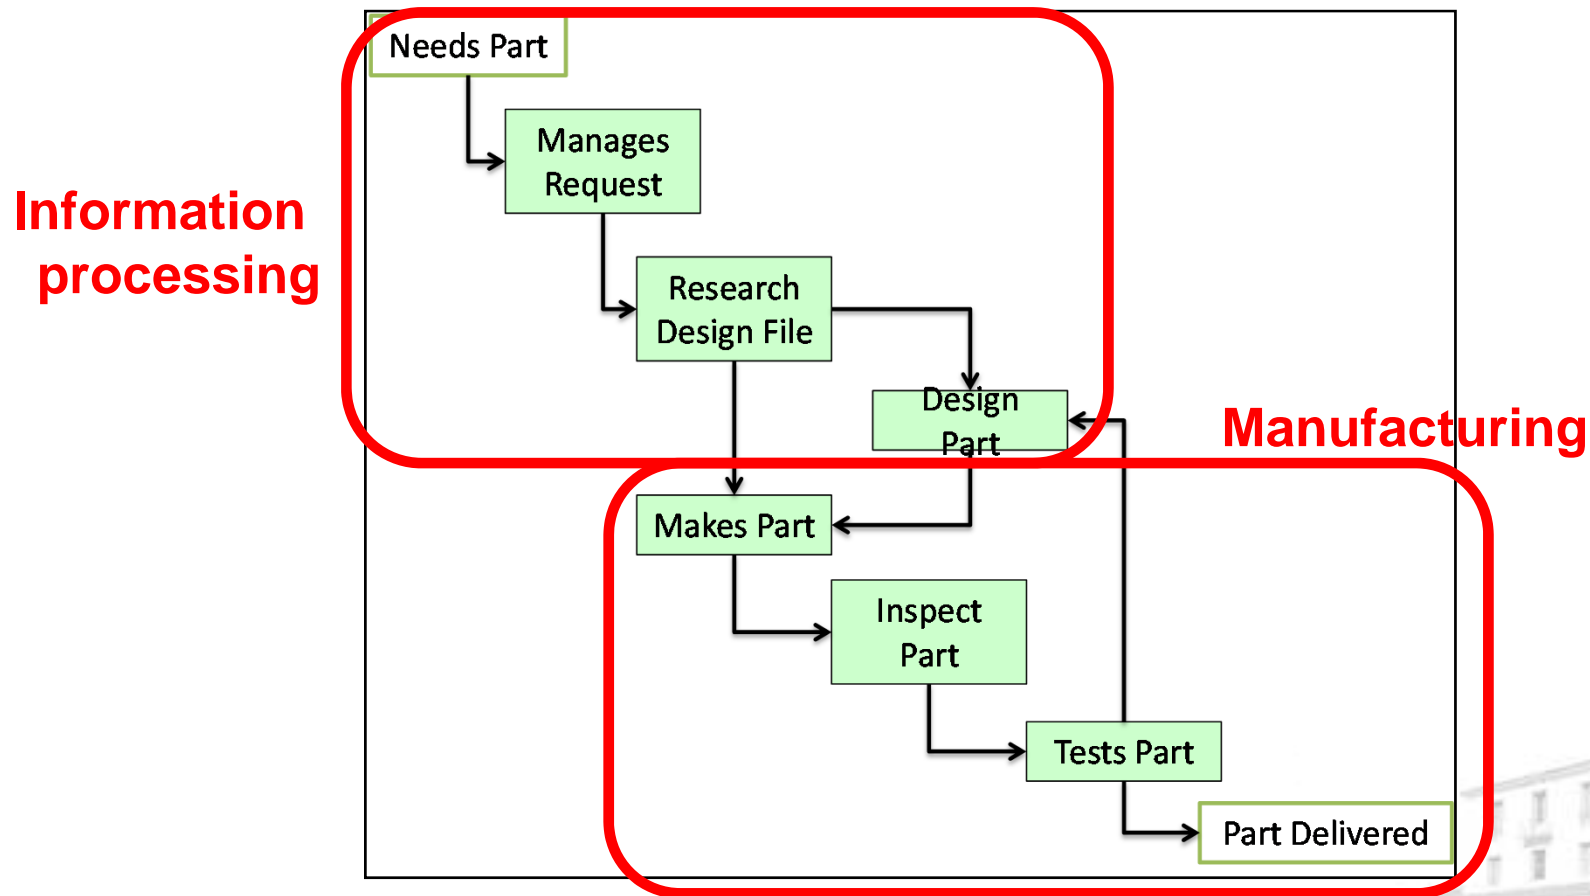 Needs Part
Manages
Request
Information
processing
Research
Design File
Design
Part
Manufacturing
Makes Part
Inspect
Part
Tests Part
Part Delivered